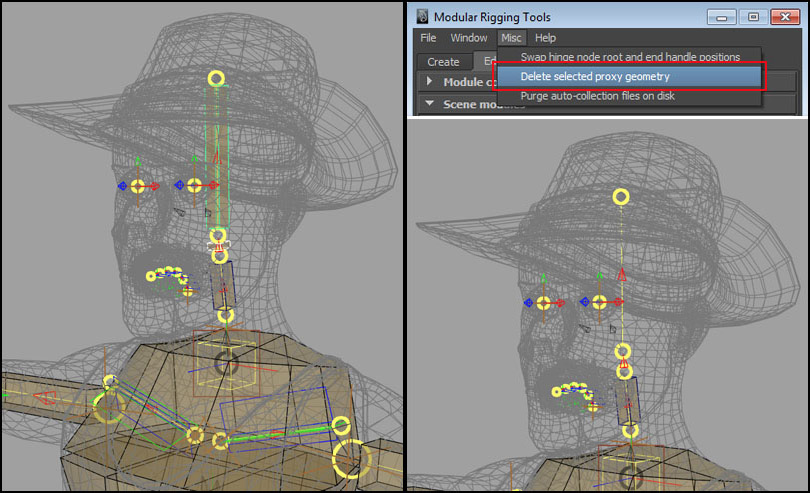 Modular Rigging Tools
File Window Misc Help
Swap hinge node root and end handle positions
Create Ed
Delete selected proxy geometry
Module co
Purge auto-collection files on disk
Scene modules